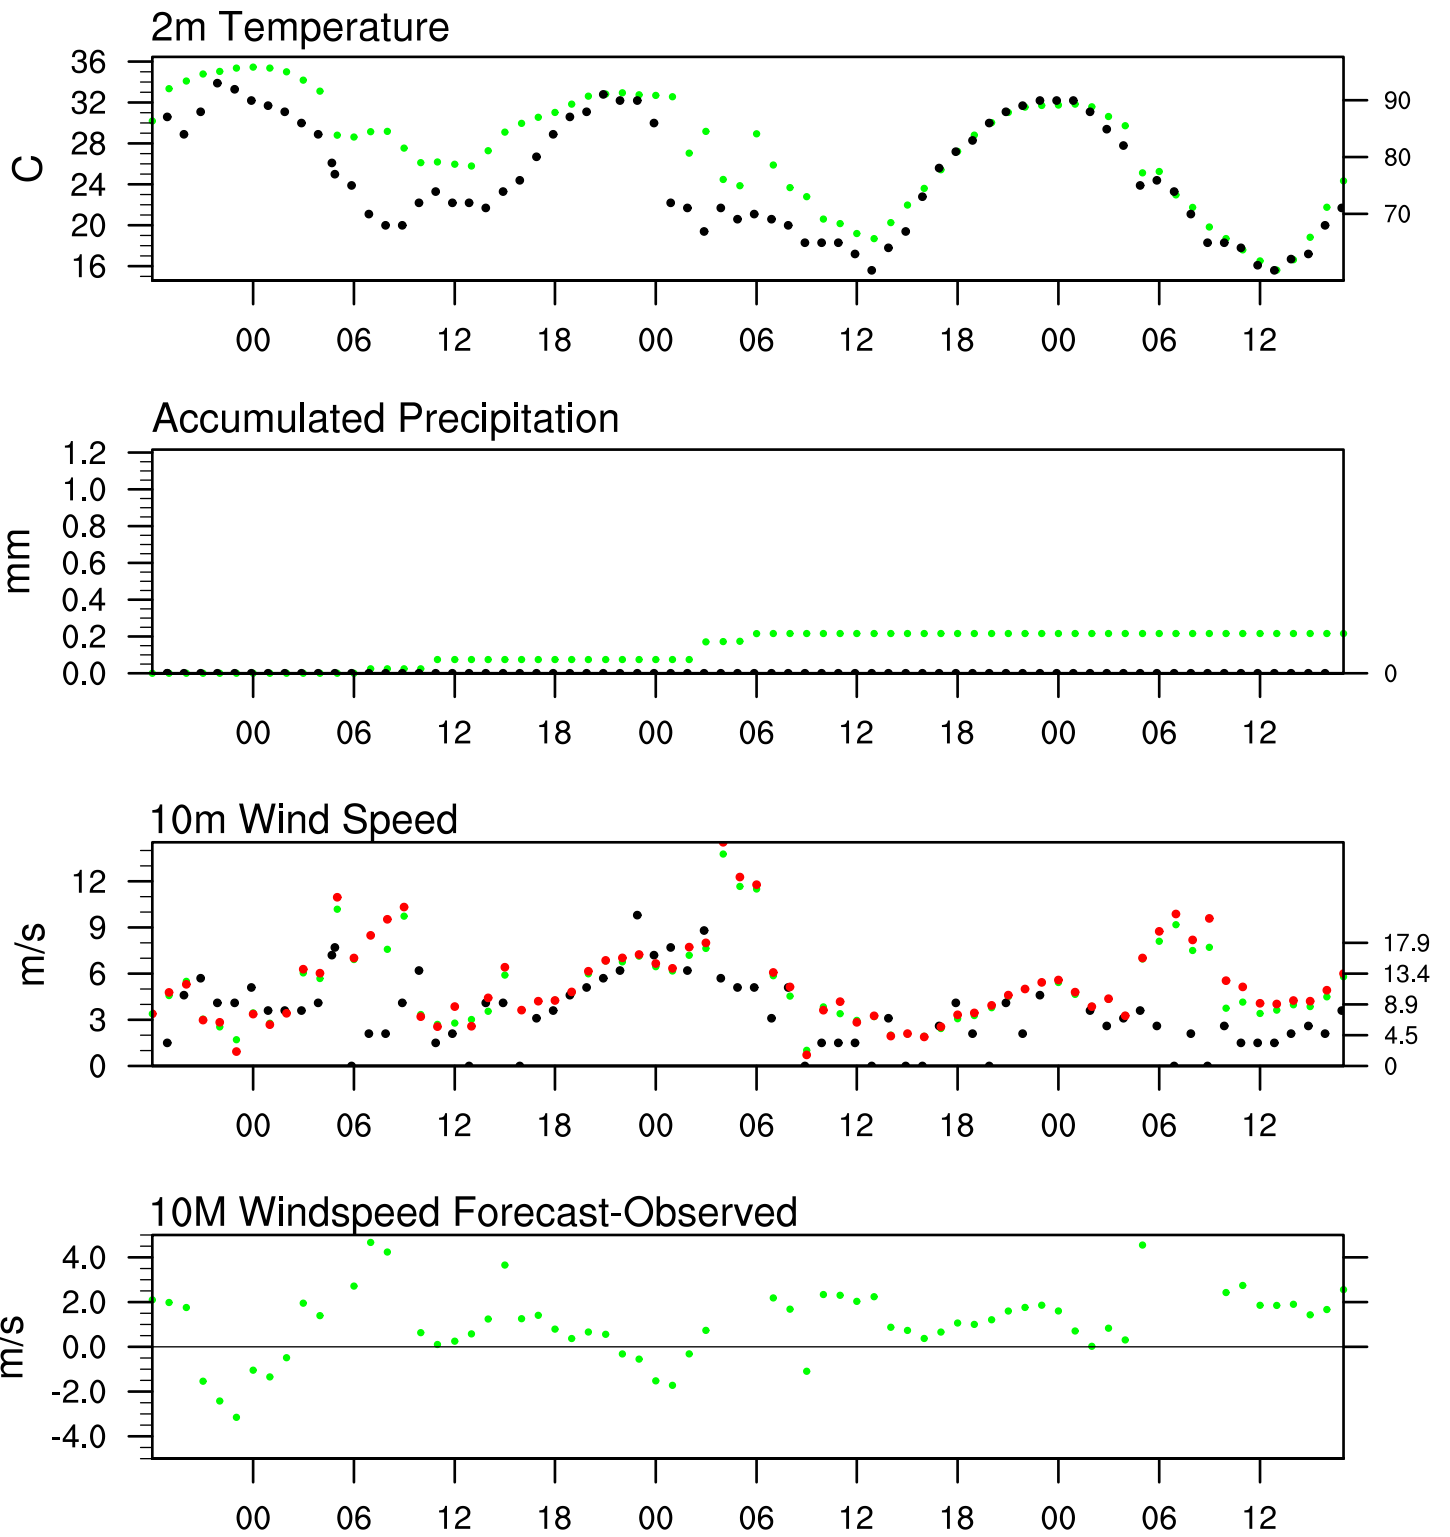 2m Temperature
36
32
28
24
20
16
C
90
80
70
00 06 12 18 00 06 12 18 00 06 12
Accumulated Precipitation
1.2
1.0
0.8
0.6
0.4
0.2
0.0
mm
0
00 06 12 18 00 06 12 18 00 06 12
10m Wind Speed
12
9
6
3
0
m/s
17.9
13.4
8.9
4.5
0
00 06 12 18 00 06 12 18 00 06 12
10M Windspeed Forecast-Observed
4.0
2.0
0.0
-2.0
-4.0
m/s
00 06 12 18 00 06 12 18 00 06 12